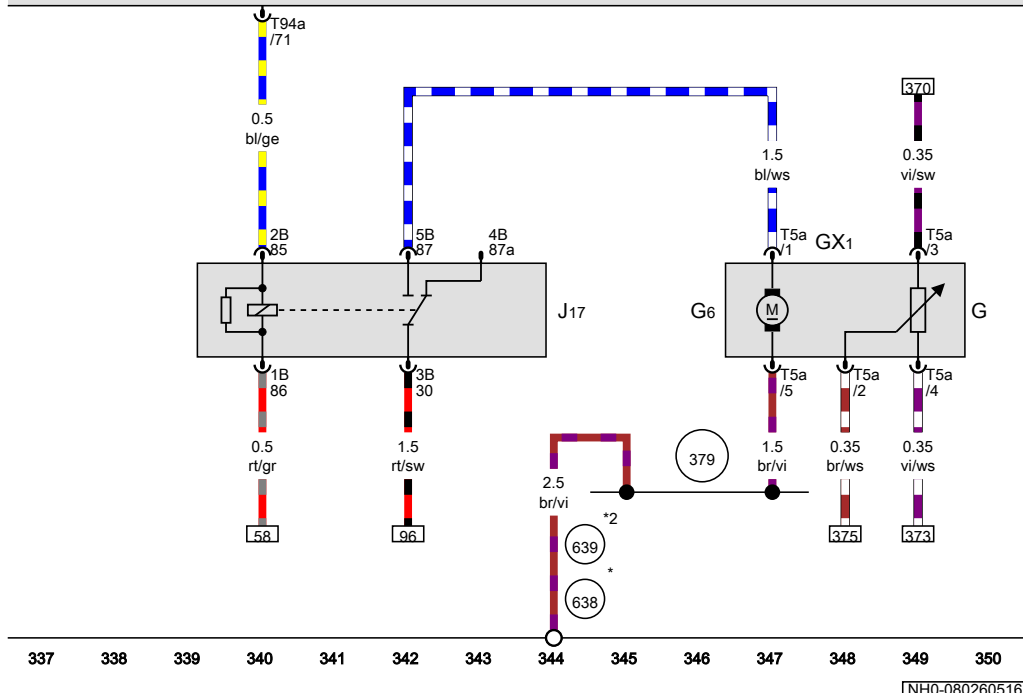 T94a
/71
370
0.5
bl/ge
1.5
bl/ws
0.35
vi/sw
2B
85
5B
87
4B
87a
T5a
/1
GX1
T5a
/3
J17
G6
M
G
1B
86
3B
30
T5a
/5
T5a
/2
T5a
/4
0.5
rt/gr
1.5
rt/sw
2.5
br/vi
379
1.5
br/vi
0.35
br/ws
0.35
vi/ws
*2
58
96
639
375
373
*
638
337 338 339 340 341 342 343 344 345 346 347 348 349 350
NH0-080260516